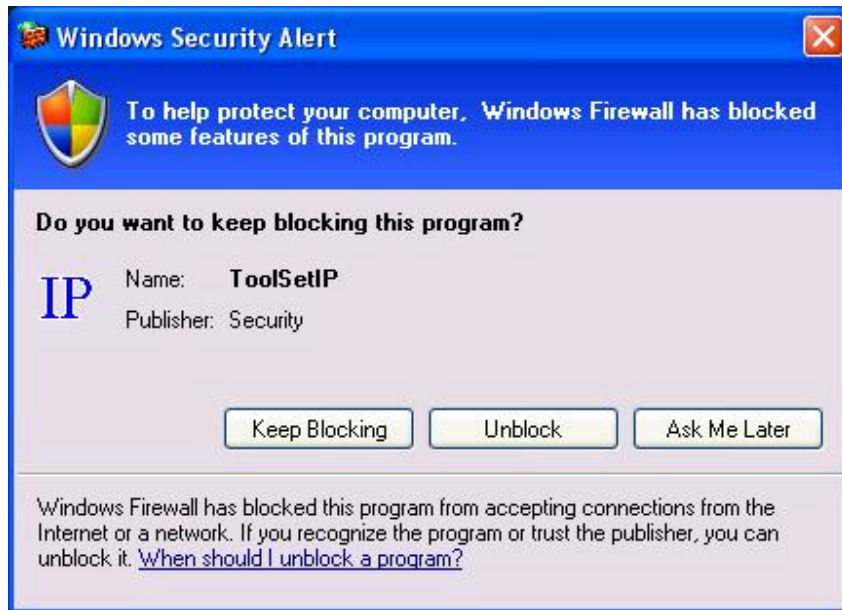 Windows Security Alert
To help protect your computer, Windows Firewall has blocked
some features of this program.
Do you want to keep blocking this program?
IP
Name: ToolSetIP
Publisher: Security
Keep Blocking Unblock Ask Me Later
Windows Firewall has blocked this program from accepting connections from the
Internet or a network. If you recognize the program or trust the publisher, you can
unblock it. When should I unblock a program?